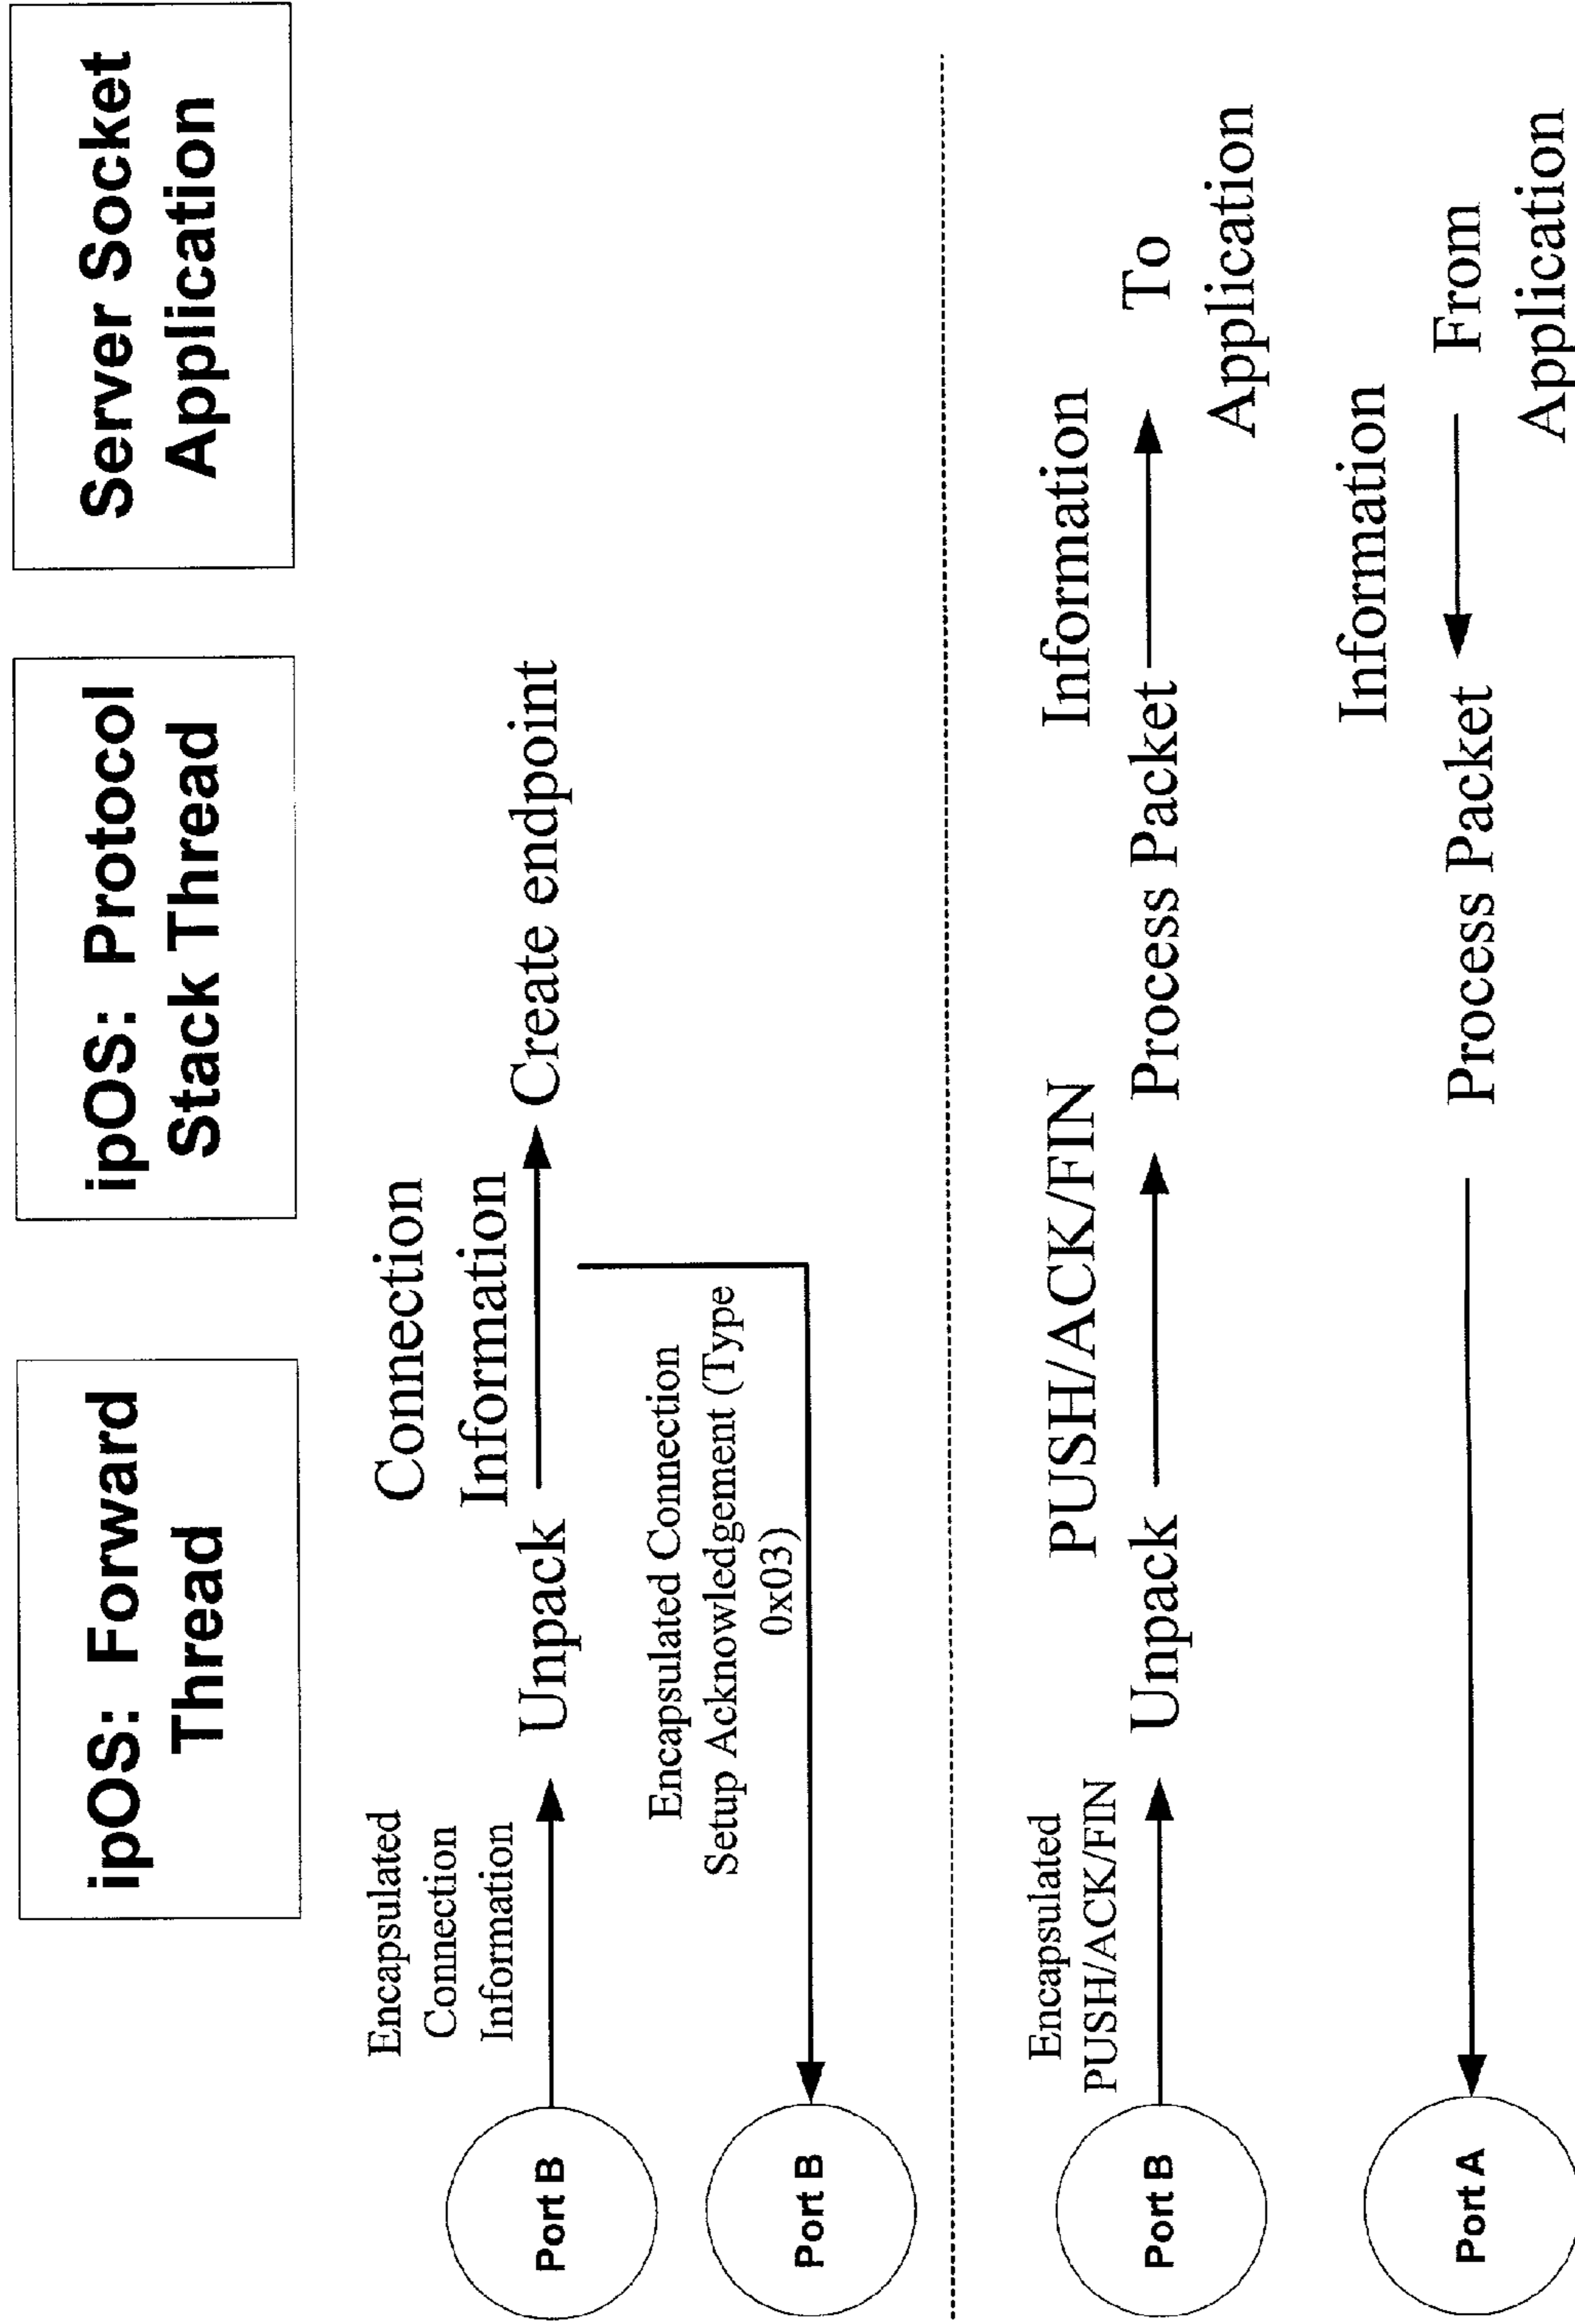 ipOS: Forward
Thread
ipOS: Protocol
Stack Thread
Server Socket
Application
Encapsulated
Connection
Information
Connection
Information
Port B
Unpack
Create endpoint
Encapsulated Connection
Setup Acknowledgement (Type
0x03)
Port B
Encapsulated
PUSH/ACK/FIN
PUSH/ACK/FIN
Information
Port B
Unpack
Process Packet
To
Application
Information
Port A
Process Packet
From
Application